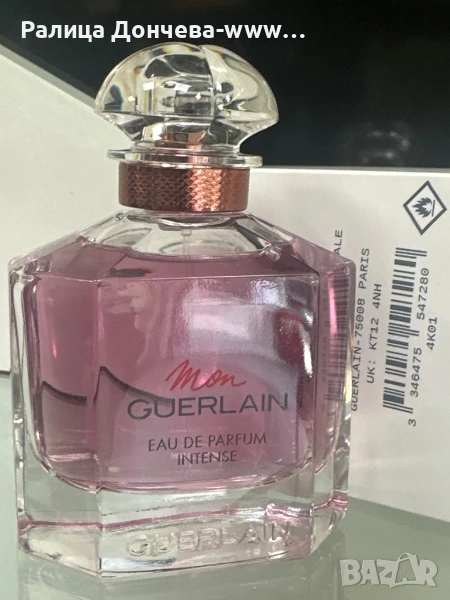 Ралица Дончева-www...
Mon
GUERLAIN
EAU DE PARFUM
INTENSE
GUERLAIN
GUERLAIN-75008 PARIS
UK: KT12 4NH
3 346475 547280
4K01
BAZAR